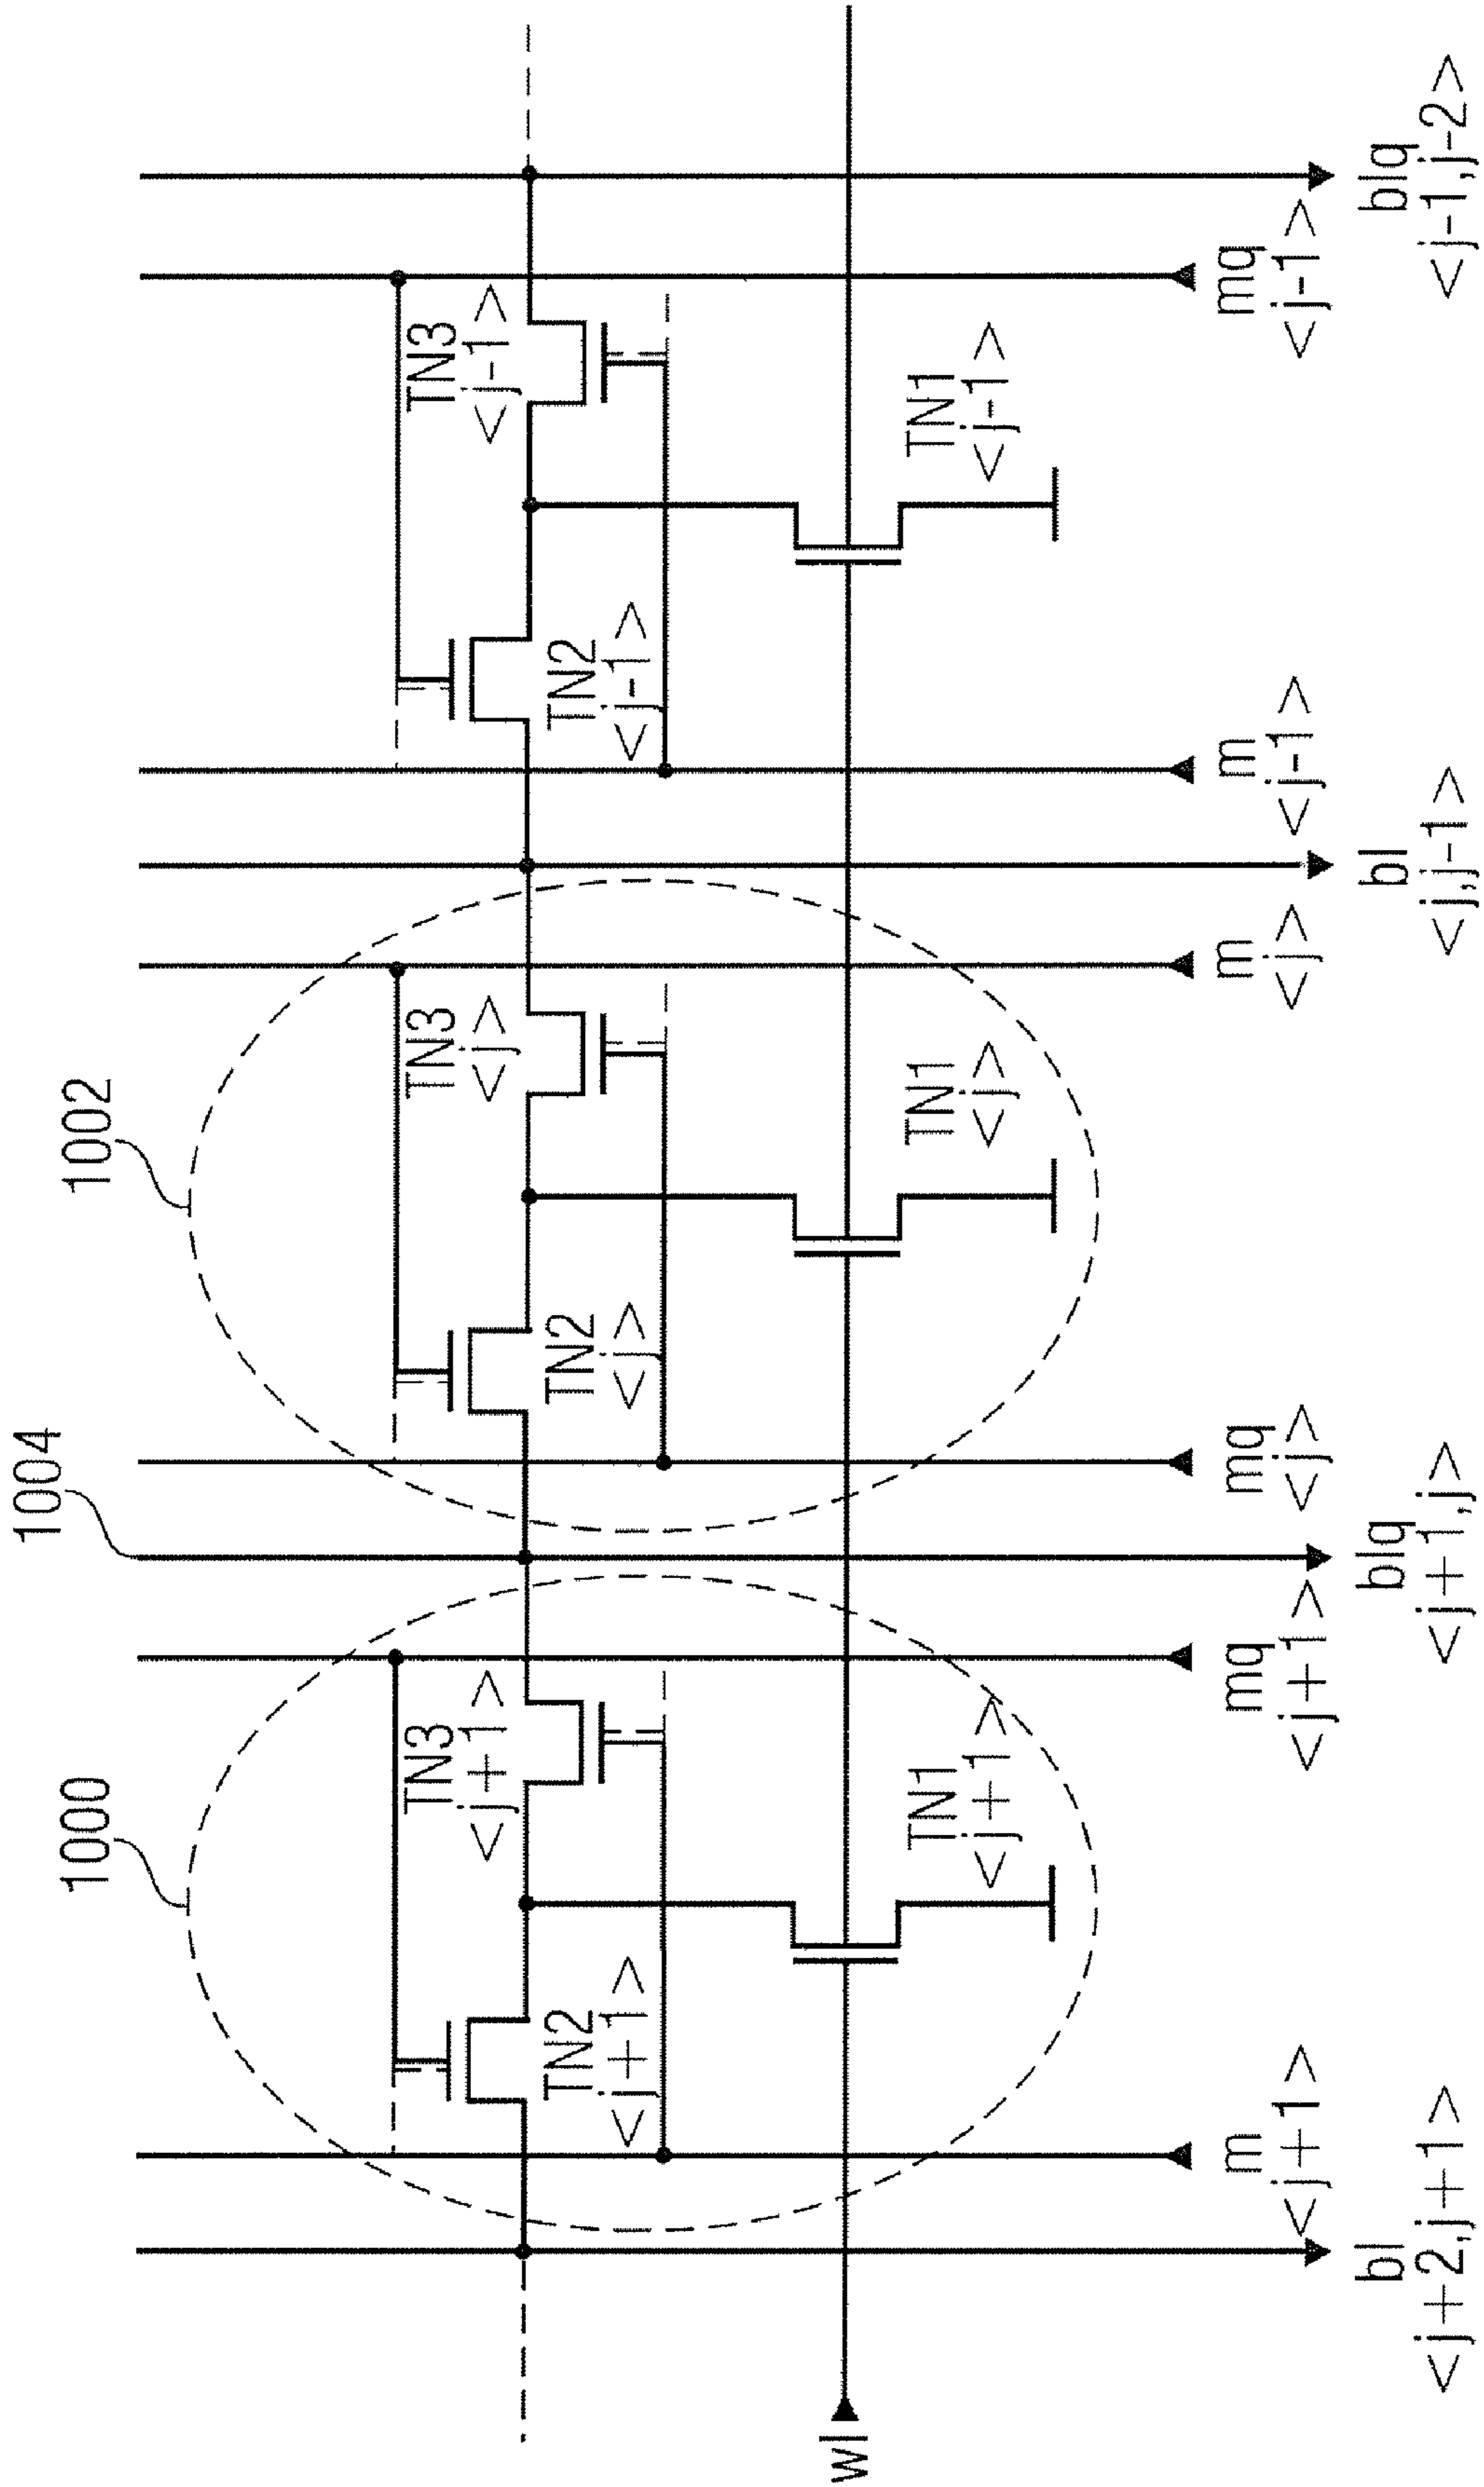 1000
1004
1002
TN3
<j+1>
TN3
<j>
TN3
<j-1>
TN2
<j+1>
TN2
<j>
TN2
<j-1>
wl
TN1
<j+1>
TN1
<j>
TN1
<j-1>
m
<j+1>
mq
<j+1>
mq
<j>
m
<j>
m
<j-1>
mq
<j-1>
bl
<j+2,j+1>
blq
<j+1,j>
bl
<j,j-1>
blq
<j-1,j-2>